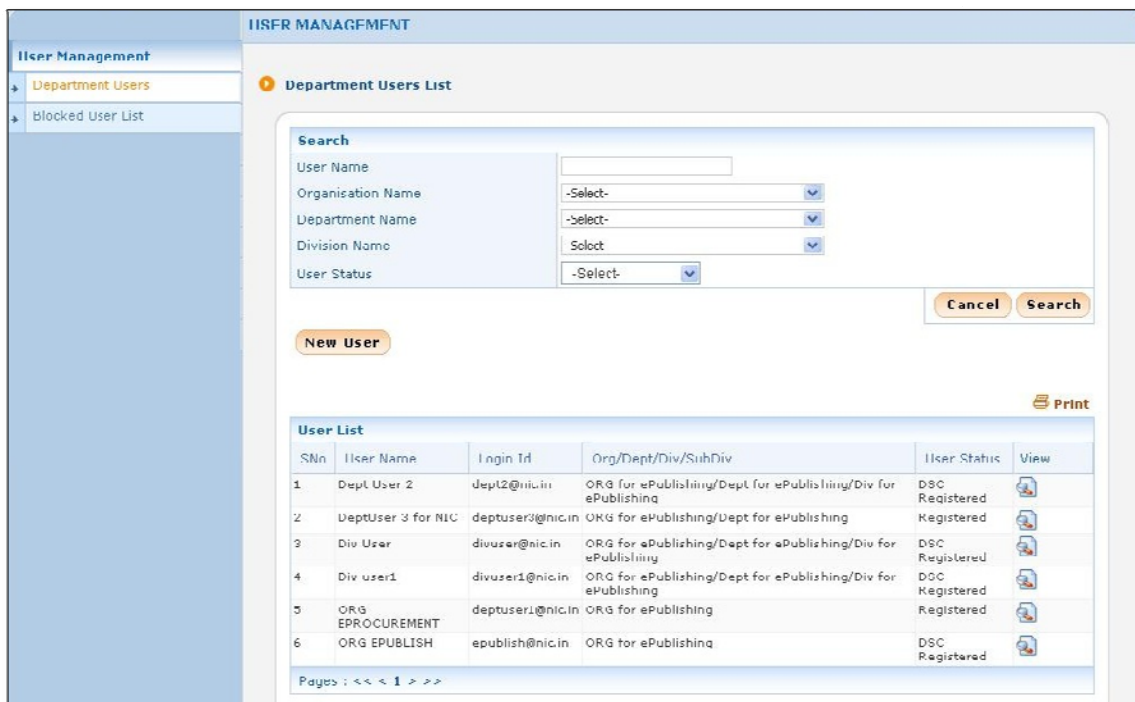 USER MANAGEMENT
User Management
Department Users
Blocked User List
Department Users List
Search
User Name
Organisation Name -Select-
Department Name -Select-
Division Name Select
User Status -Select-
Cancel Search
New User
Print
User List
SNo User Name Login Id Org/Dept/Div/SubDiv User Status View
1 Dept User 2 dept2@nic.in ORG for ePublishing/Dept for ePublishing/Div for ePublishing DSC Registered
2 DeptUser 3 for NIC deptuser3@nic.in ORG for ePublishing/Dept for ePublishing Registered
3 Div User divuser@nic.in ORG for ePublishing/Dept for ePublishing/Div for ePublishing DSC Registered
4 Div user1 divuser1@nic.in ORG for ePublishing/Dept for ePublishing/Div for ePublishing DSC Registered
5 ORG EPROCUREMENT deptuser1@nic.in ORG for ePublishing Registered
6 ORG EPUBLISH epublish@nic.in ORG for ePublishing DSC Registered
Pages : << < 1 > >>